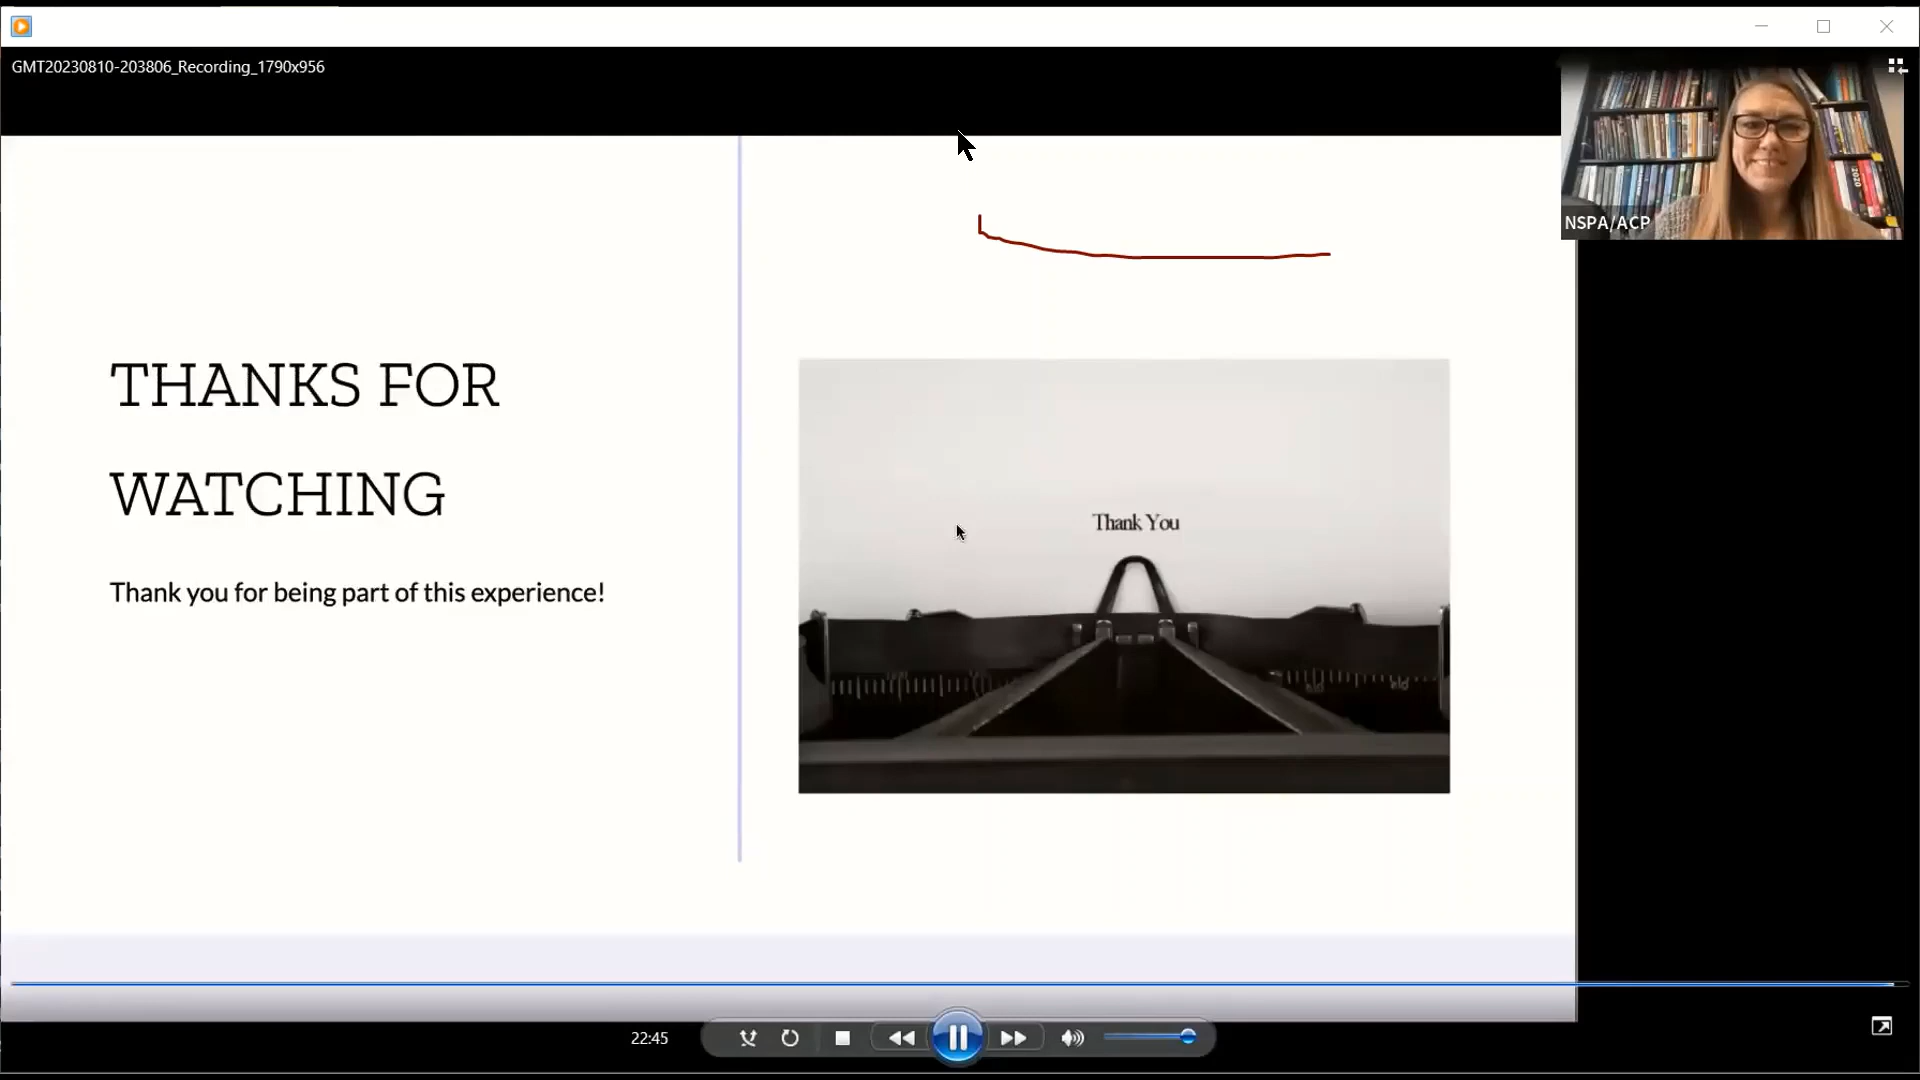 GMT20230810-203806_Recording_1790x956
NSPA/ACP
2020
THANKS FOR
WATCHING
Thank you for being part of this experience!
Thank You
22:45